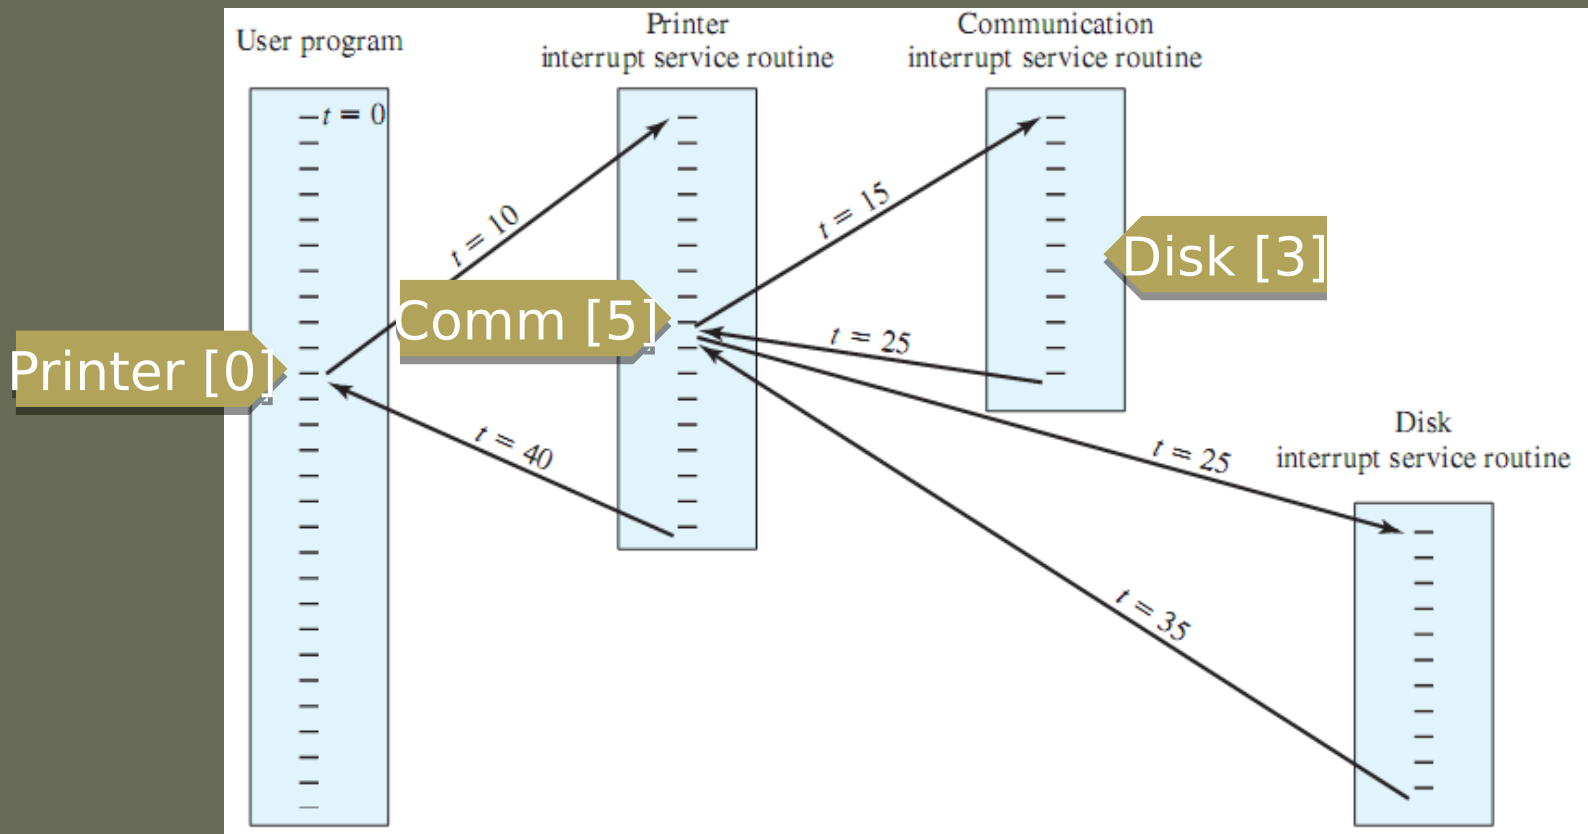 User program
Printer
interrupt service routine
Communication
interrupt service routine
t = 0
t = 10
t = 15
Disk [3]
Comm [5]
t = 25
Printer [0]
t = 40
Disk
interrupt service routine
t = 25
t = 35